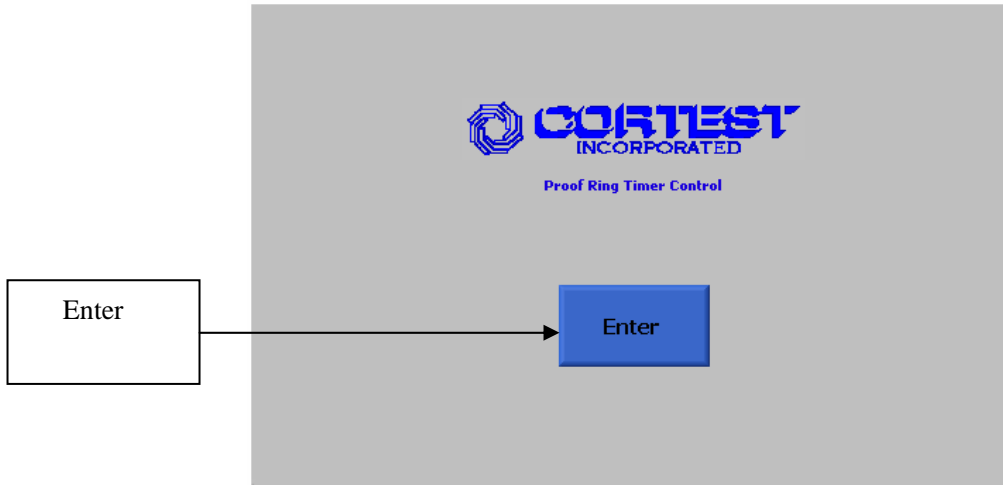 CORTEST
INCORPORATED
Proof Ring Timer Control
Enter
Enter